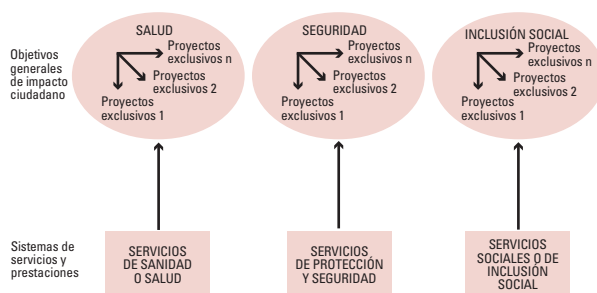 Objetivos
generales
de impacto
ciudadano
SALUD
Proyectos
exclusivos n
Proyectos
exclusivos 2
Proyectos
exclusivos 1
SEGURIDAD
Proyectos
exclusivos n
Proyectos
exclusivos 2
Proyectos
exclusivos 1
INCLUSIÓN SOCIAL
Proyectos
exclusivos n
Proyectos
exclusivos 2
Proyectos
exclusivos 1
Sistemas de
servicios y
prestaciones
SERVICIOS
DE SANIDAD
O SALUD
SERVICIOS
DE PROTECCIÓN
Y SEGURIDAD
SERVICIOS
SOCIALES O DE
INCLUSIÓN
SOCIAL